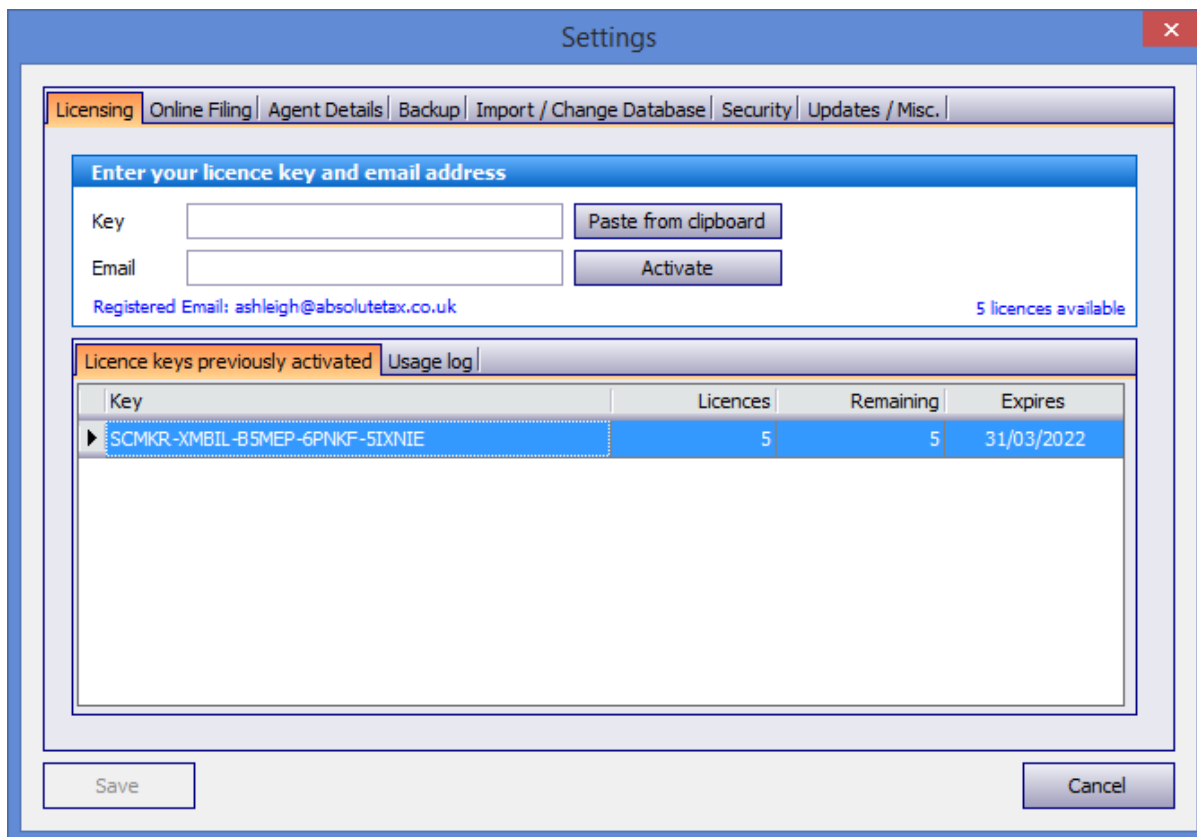 Settings
Licensing Online Filing Agent Details Backup Import / Change Database Security Updates / Misc.
Enter your licence key and email address
Key Paste from clipboard
Email Activate
Registered Email: ashleigh@absolutetax.co.uk 5 licences available
Licence keys previously activated Usage log
Key Licences Remaining Expires
SCMKR-XMBIL-B5MEP-6PNKF-5IXNIE 5 5 31/03/2022
Save Cancel